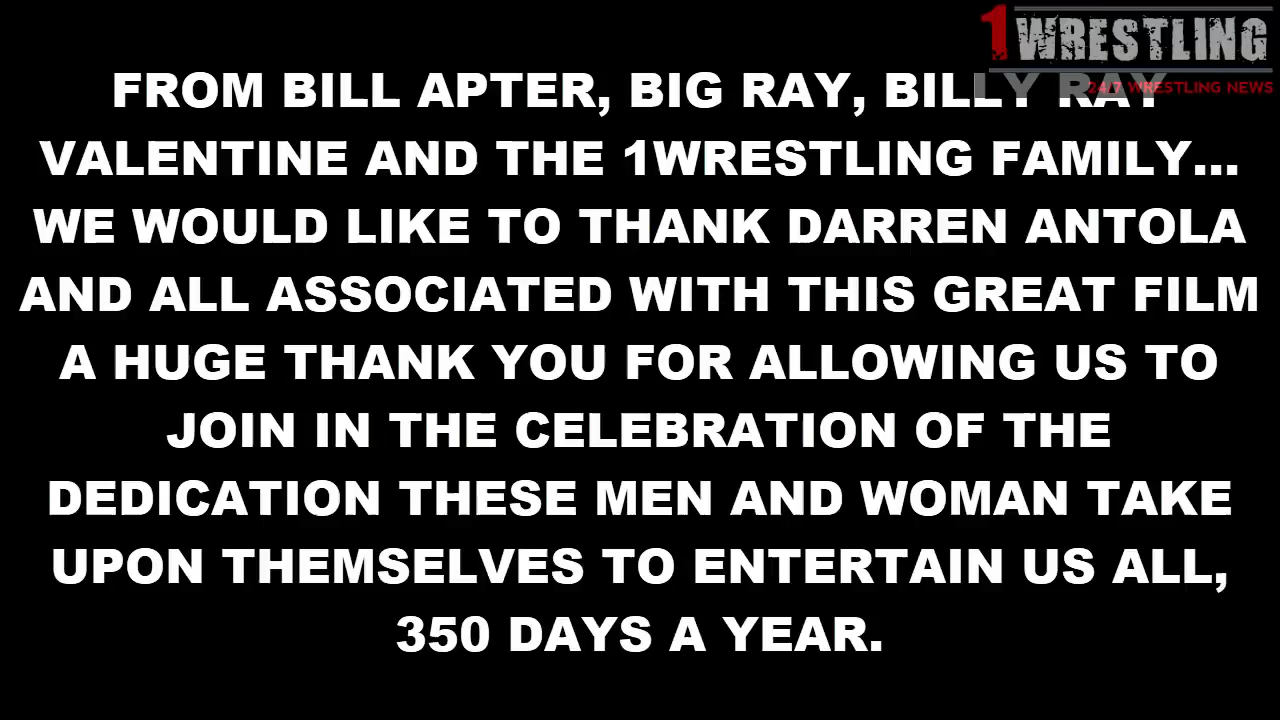 1WRESTLING
24/7 WRESTLING NEWS
FROM BILL APTER, BIG RAY, BILLY RAY
VALENTINE AND THE 1WRESTLING FAMILY...
WE WOULD LIKE TO THANK DARREN ANTOLA
AND ALL ASSOCIATED WITH THIS GREAT FILM
A HUGE THANK YOU FOR ALLOWING US TO
JOIN IN THE CELEBRATION OF THE
DEDICATION THESE MEN AND WOMAN TAKE
UPON THEMSELVES TO ENTERTAIN US ALL,
350 DAYS A YEAR.